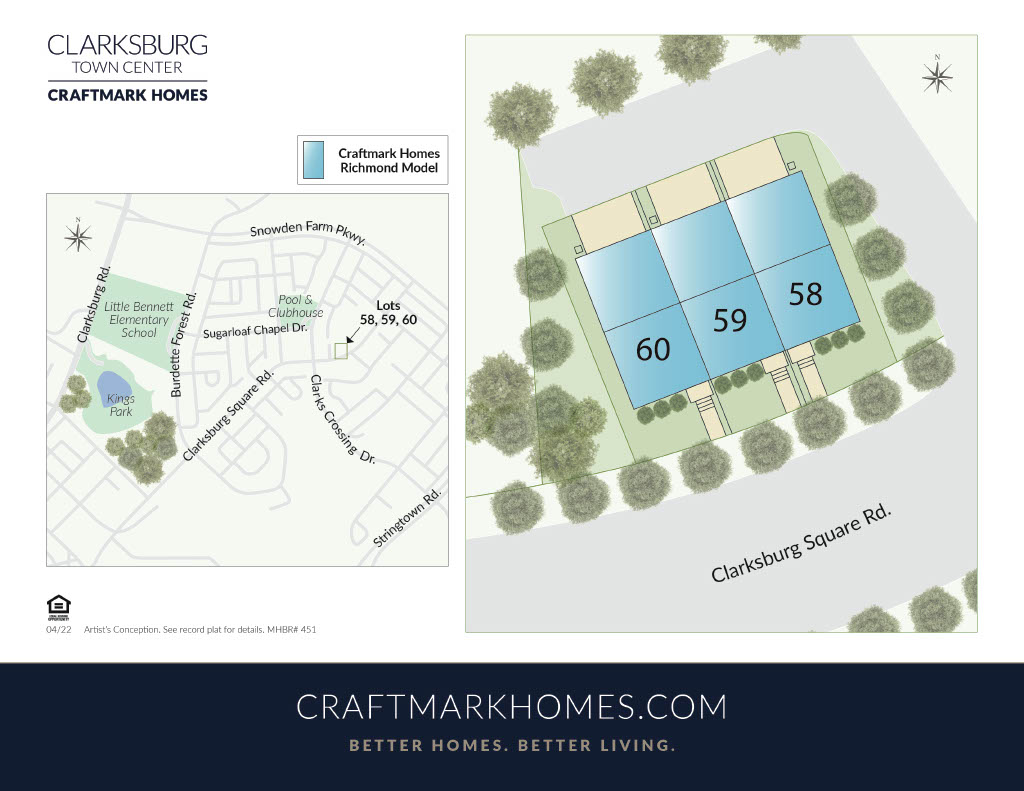 CLARKSBURG
TOWN CENTER
CRAFTMARK HOMES
Craftmark Homes
Richmond Model
N
Snowden Farm Pkwy.
Clarksburg Rd.
Little Bennett
Elementary
School
Burdette Forest Rd.
Pool &
Clubhouse
Sugarloaf Chapel Dr.
Lots
58, 59, 60
Kings
Park
Clarksburg Square Rd.
Clarks Crossing Dr.
Stringtown Rd.
N
58
59
60
Clarksburg Square Rd.
EQUAL HOUSING
OPPORTUNITY
04/22 Artist's Conception. See record plat for details. MHBR# 451
CRAFTMARKHOMES.COM
BETTER HOMES. BETTER LIVING.